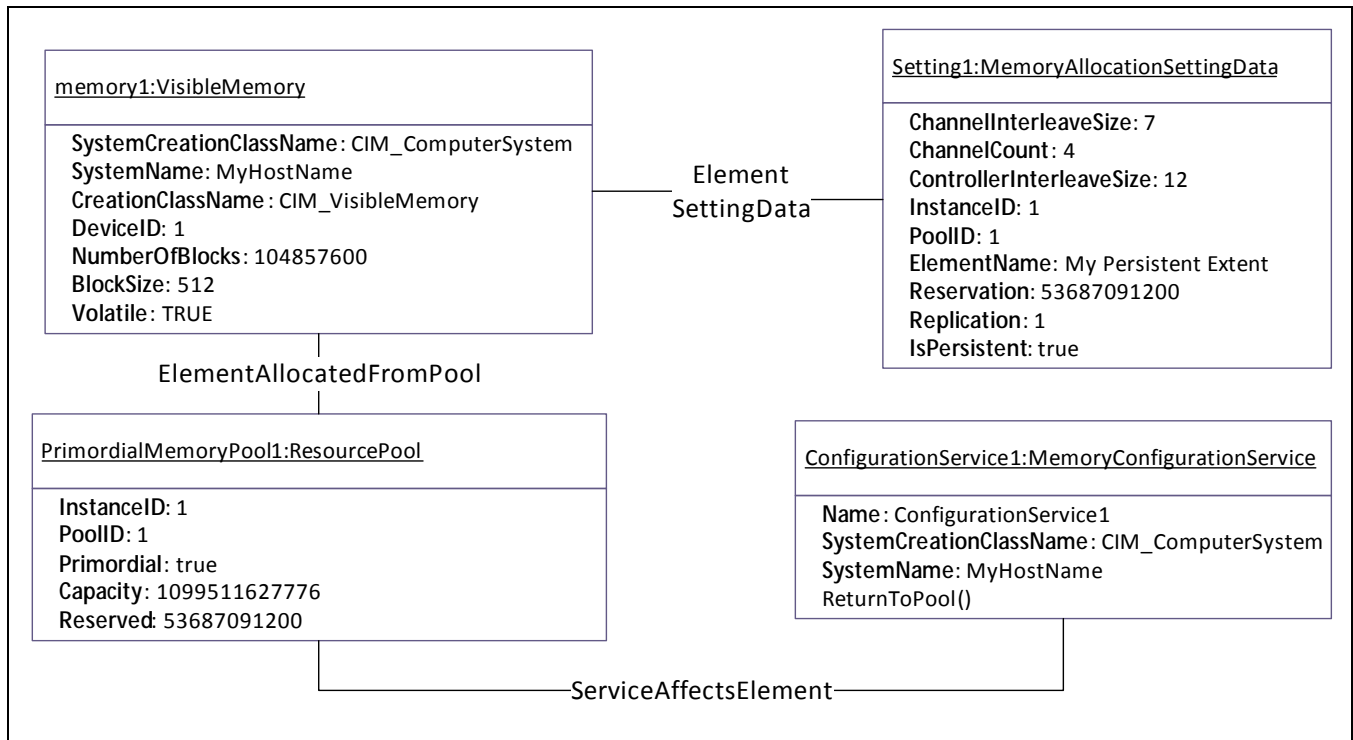 memory1:VisibleMemory
SystemCreationClassName: CIM_ComputerSystem
SystemName: MyHostName
CreationClassName: CIM_VisibleMemory
DeviceID: 1
NumberOfBlocks: 104857600
BlockSize: 512
Volatile: TRUE
Element
SettingData
Setting1:MemoryAllocationSettingData
ChannelInterleaveSize: 7
ChannelCount: 4
ControllerInterleaveSize: 12
InstanceID: 1
PoolID: 1
ElementName: My Persistent Extent
Reservation: 53687091200
Replication: 1
IsPersistent: true
ElementAllocatedFromPool
PrimordialMemoryPool1:ResourcePool
InstanceID: 1
PoolID: 1
Primordial: true
Capacity: 1099511627776
Reserved: 53687091200
ConfigurationService1:MemoryConfigurationService
Name: ConfigurationService1
SystemCreationClassName: CIM_ComputerSystem
SystemName: MyHostName
ReturnToPool()
ServiceAffectsElement